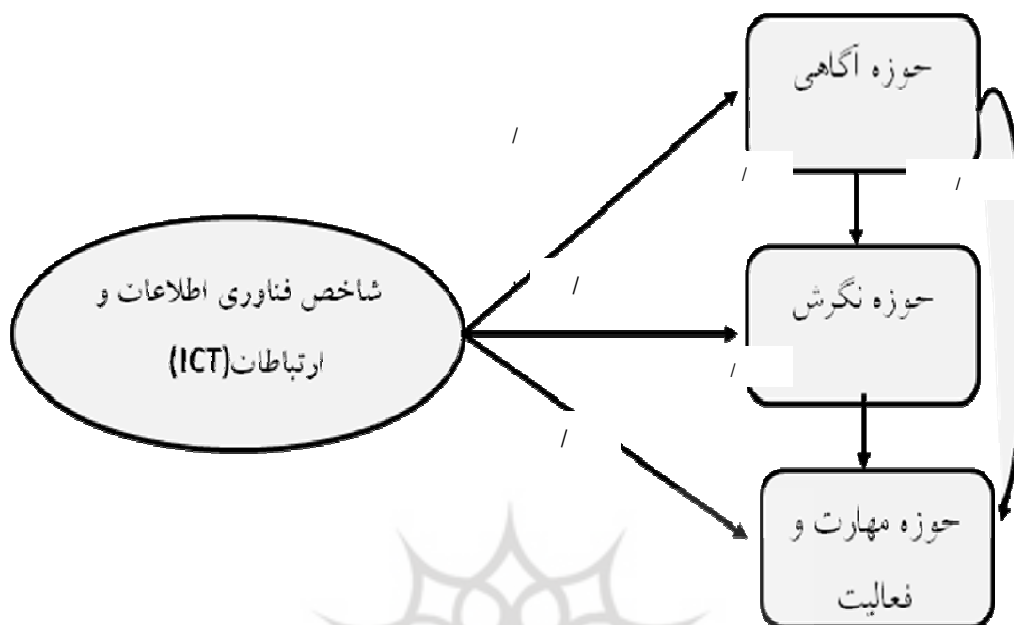 حوزه آگاهی
/
/
/
شاخص فناوری اطلاعات و
ارتباطات(ICT)
/
حوزه نگرش
/
/
حوزه مهارت و
فعالیت